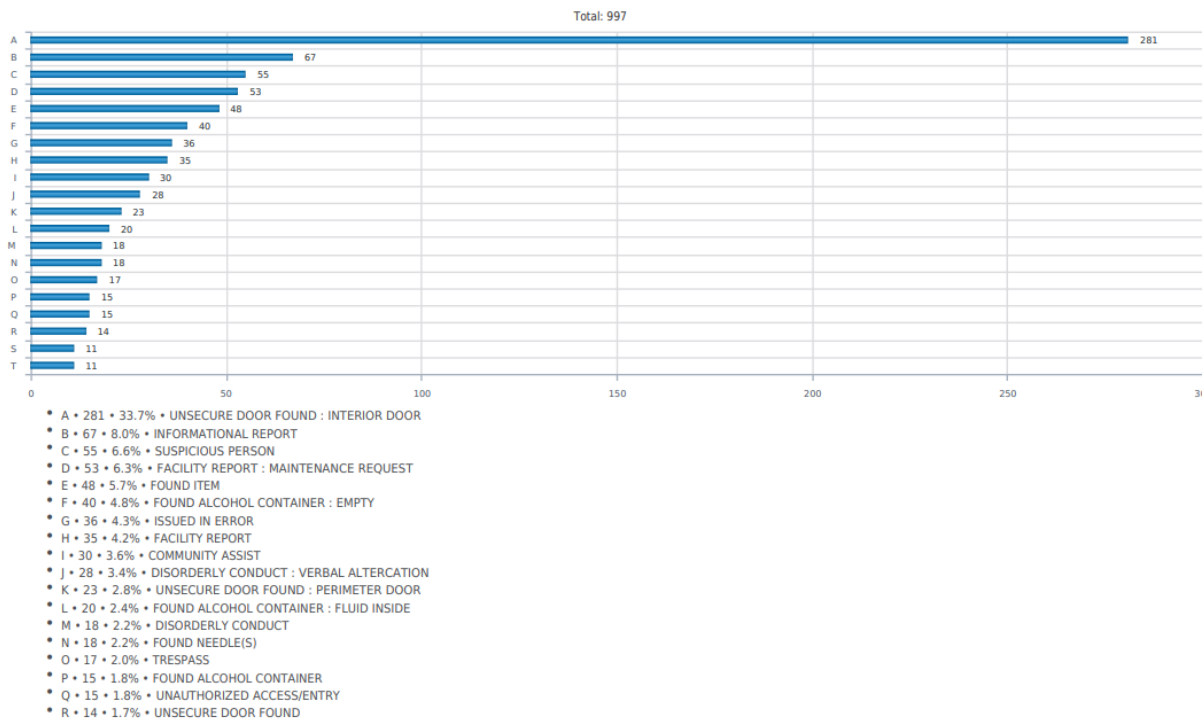 Total: 997
A 281
B 67
C 55
D 53
E 48
F 40
G 36
H 35
I 30
J 28
K 23
L 20
M 18
N 18
O 17
P 15
Q 15
R 14
S 11
T 11
0 50 100 150 200 250
• A • 281 • 33.7% • UNSECURE DOOR FOUND : INTERIOR DOOR
• B • 67 • 8.0% • INFORMATIONAL REPORT
• C • 55 • 6.6% • SUSPICIOUS PERSON
• D • 53 • 6.3% • FACILITY REPORT : MAINTENANCE REQUEST
• E • 48 • 5.7% • FOUND ITEM
• F • 40 • 4.8% • FOUND ALCOHOL CONTAINER : EMPTY
• G • 36 • 4.3% • ISSUED IN ERROR
• H • 35 • 4.2% • FACILITY REPORT
• I • 30 • 3.6% • COMMUNITY ASSIST
• J • 28 • 3.4% • DISORDERLY CONDUCT : VERBAL ALTERCATION
• K • 23 • 2.8% • UNSECURE DOOR FOUND : PERIMETER DOOR
• L • 20 • 2.4% • FOUND ALCOHOL CONTAINER : FLUID INSIDE
• M • 18 • 2.2% • DISORDERLY CONDUCT
• N • 18 • 2.2% • FOUND NEEDLE(S)
• O • 17 • 2.0% • TRESPASS
• P • 15 • 1.8% • FOUND ALCOHOL CONTAINER
• Q • 15 • 1.8% • UNAUTHORIZED ACCESS/ENTRY
• R • 14 • 1.7% • UNSECURE DOOR FOUND